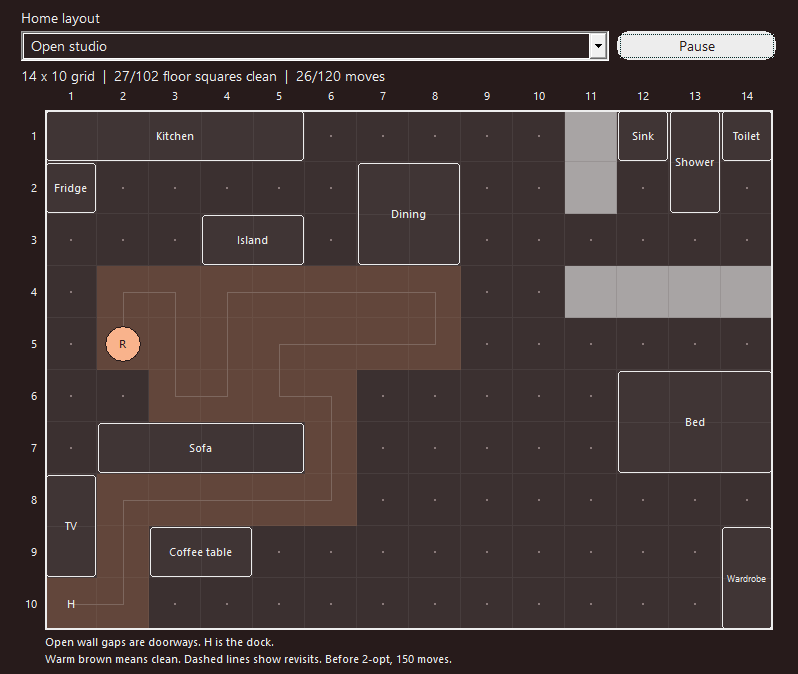 Home layout
Open studio
Pause
14 x 10 grid | 27/102 floor squares clean | 26/120 moves
1 2 3 4 5 6 7 8 9 10 11 12 13 14
1 Kitchen Sink Shower Toilet
2 Fridge Dining
3 Island
4
5 R
6 Bed
7 Sofa
8 TV
9 Coffee table Wardrobe
10 H
Open wall gaps are doorways. H is the dock.
Warm brown means clean. Dashed lines show revisits. Before 2-opt, 150 moves.